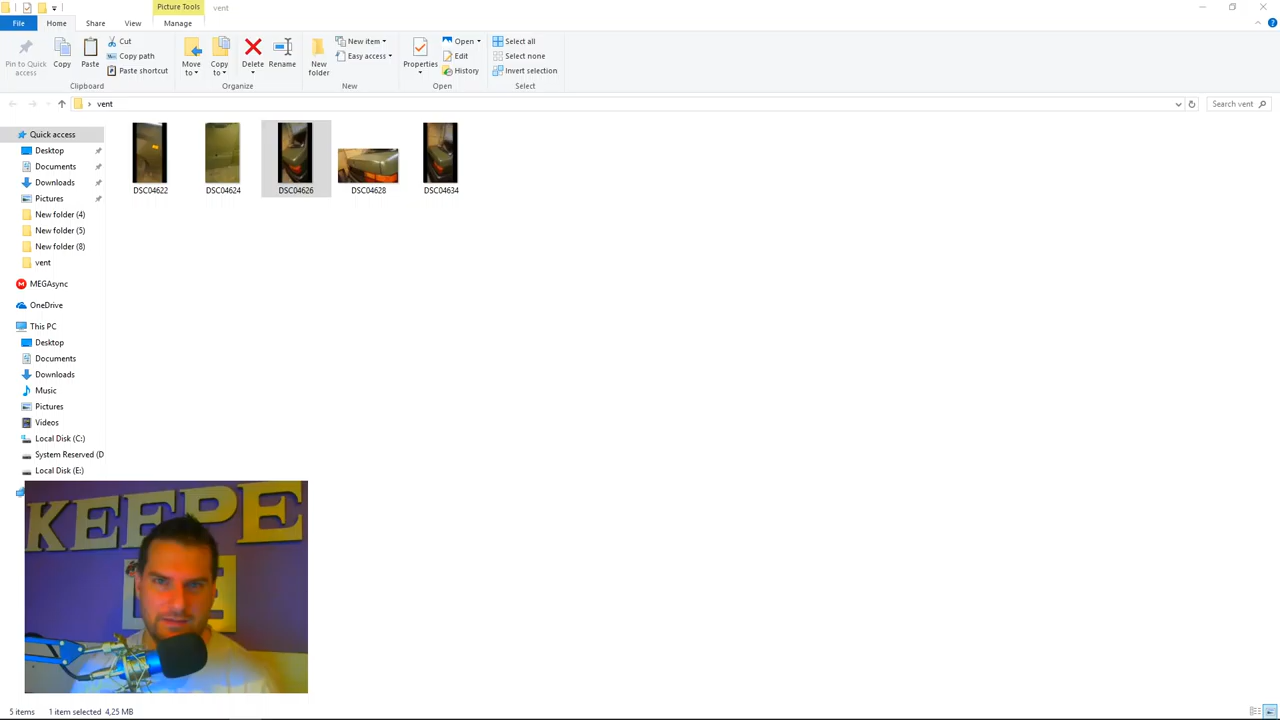 Picture Tools
vent
File
Home
Share
View
Manage
Pin to Quick access
Copy
Paste
Cut
Copy path
Paste shortcut
Clipboard
Move to
Copy to
Delete
Rename
Organize
New folder
New item
Easy access
New
Properties
Open
Edit
History
Open
Select all
Select none
Invert selection
Select
vent
Search vent
Quick access
Desktop
Documents
Downloads
Pictures
New folder (4)
New folder (5)
New folder (8)
vent
MEGAsync
OneDrive
This PC
Desktop
Documents
Downloads
Music
Pictures
Videos
Local Disk (C:)
System Reserved (D
Local Disk (E:)
DSC04622
DSC04624
DSC04626
DSC04628
DSC04634
KEEPE
5 items
1 item selected
4,25 MB